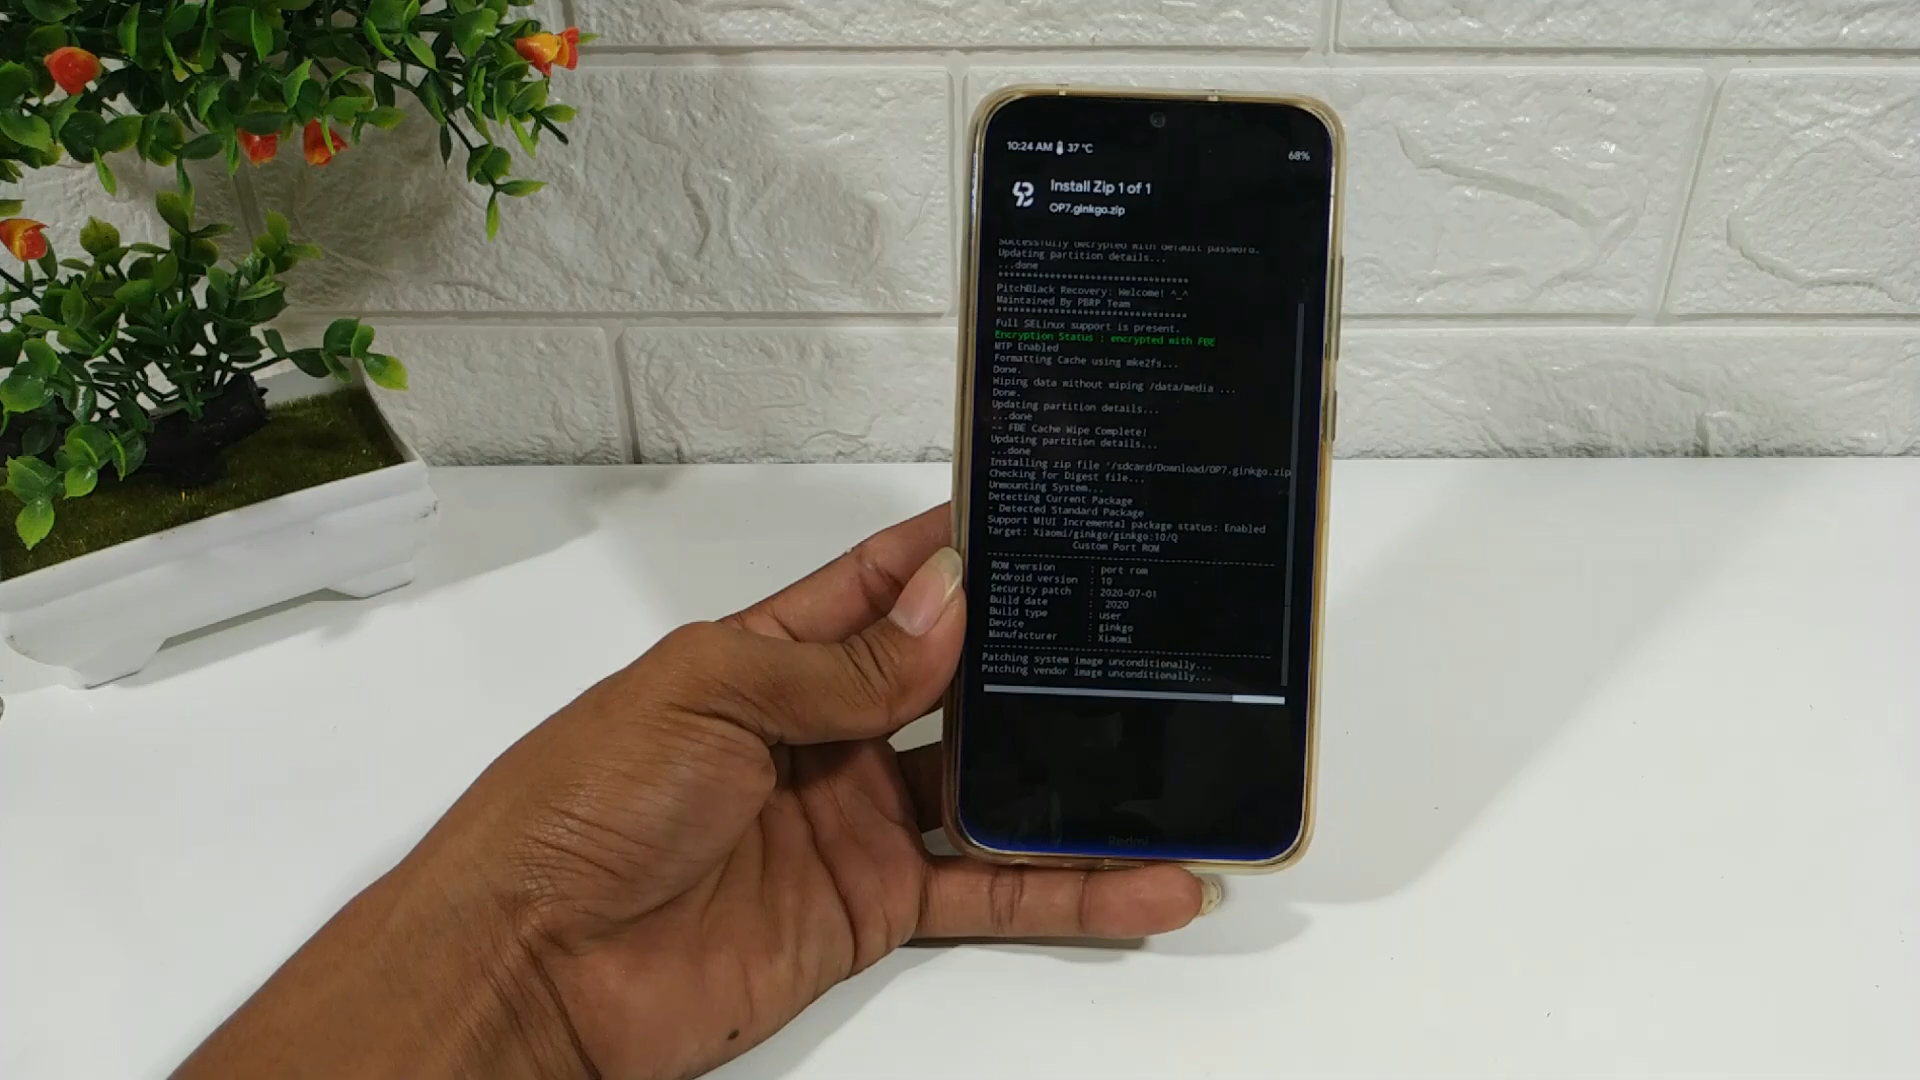 10:24 AM 37 °C
68%
Install Zip 1 of 1
OP7.ginkgo.zip
Successfully decrypted with default password.
Updating partition details...
...done
********************************
PitchBlack Recovery: Welcome! ^_^
Maintained By PBRP Team
********************************
Full SELinux support is present.
Encryption Status : encrypted with FBE
MTP Enabled
Formatting Cache using mke2fs...
Done.
Wiping data without wiping /data/media ...
Done.
Updating partition details...
...done
-- FBE Cache Wipe Complete!
Updating partition details...
...done
Installing zip file '/sdcard/Download/OP7.ginkgo.zip
Checking for Digest file...
Unmounting System...
Detecting Current Package
- Detected Standard Package
Support MIUI Incremental package status: Enabled
Target: Xiaomi/ginkgo/ginkgo:10/Q
Custom Port ROM
------------------------------------------------
ROM version : port rom
Android version : 10
Security patch : 2020-07-01
Build date : 2020
Build type : user
Device : ginkgo
Manufacturer : Xiaomi
------------------------------------------------
Patching system image unconditionally...
Patching vendor image unconditionally...
Redmi